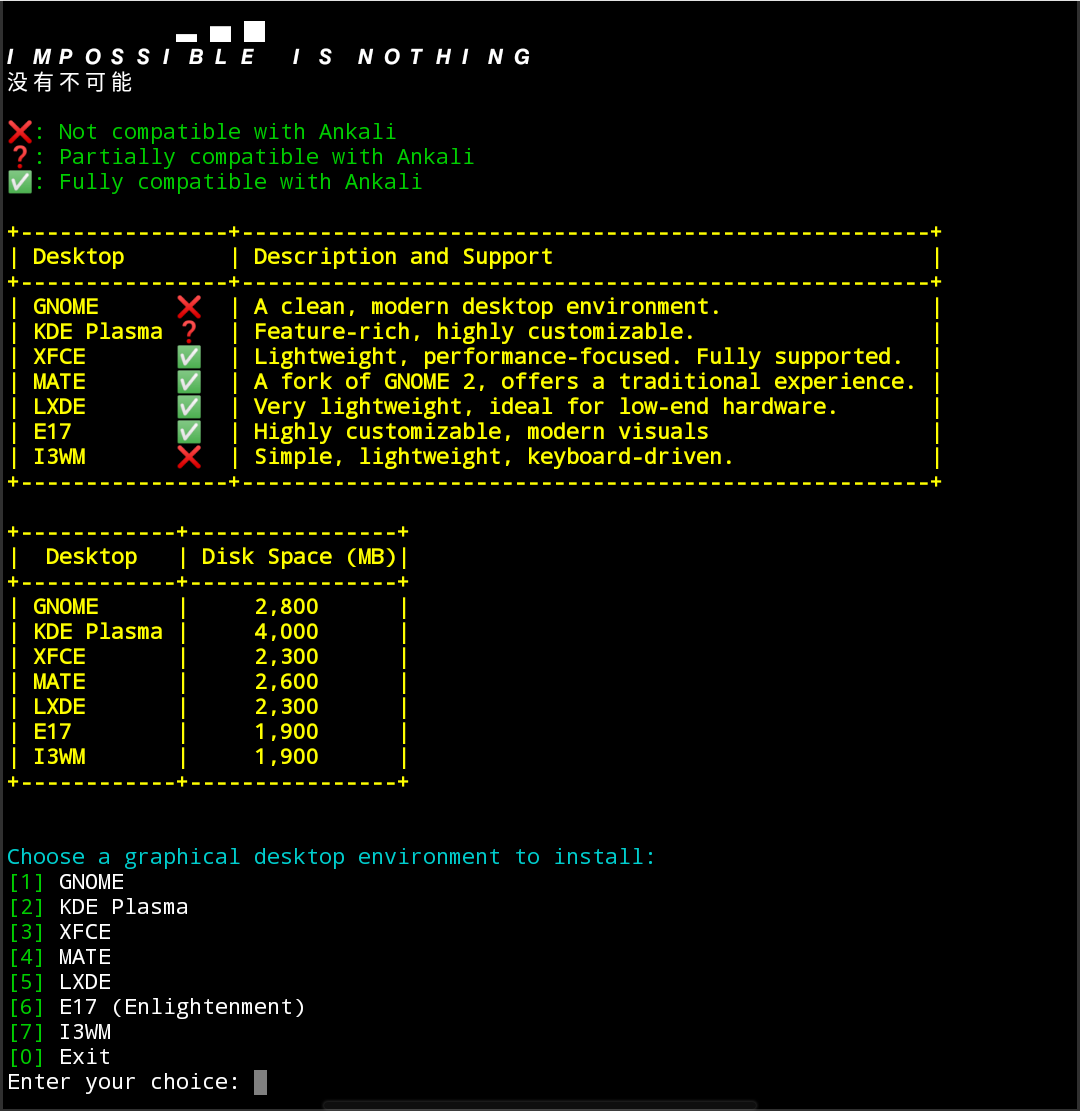 IMPOSSIBLE IS NOTHING
没有不可能
❌: Not compatible with Ankali
❓: Partially compatible with Ankali
✅: Fully compatible with Ankali
+----------------+-----------------------------------------------------+
| Desktop        | Description and Support                             |
+----------------+-----------------------------------------------------+
| GNOME      ❌  | A clean, modern desktop environment.                |
| KDE Plasma ❓  | Feature-rich, highly customizable.                  |
| XFCE       ✅  | Lightweight, performance-focused. Fully supported.  |
| MATE       ✅  | A fork of GNOME 2, offers a traditional experience. |
| LXDE       ✅  | Very lightweight, ideal for low-end hardware.       |
| E17        ✅  | Highly customizable, modern visuals                 |
| I3WM       ❌  | Simple, lightweight, keyboard-driven.               |
+----------------+-----------------------------------------------------+
+------------+----------------+
|  Desktop   | Disk Space (MB)|
+------------+----------------+
| GNOME      |     2,800      |
| KDE Plasma |     4,000      |
| XFCE       |     2,300      |
| MATE       |     2,600      |
| LXDE       |     2,300      |
| E17        |     1,900      |
| I3WM       |     1,900      |
+------------+----------------+
Choose a graphical desktop environment to install:
[1] GNOME
[2] KDE Plasma
[3] XFCE
[4] MATE
[5] LXDE
[6] E17 (Enlightenment)
[7] I3WM
[0] Exit
Enter your choice: